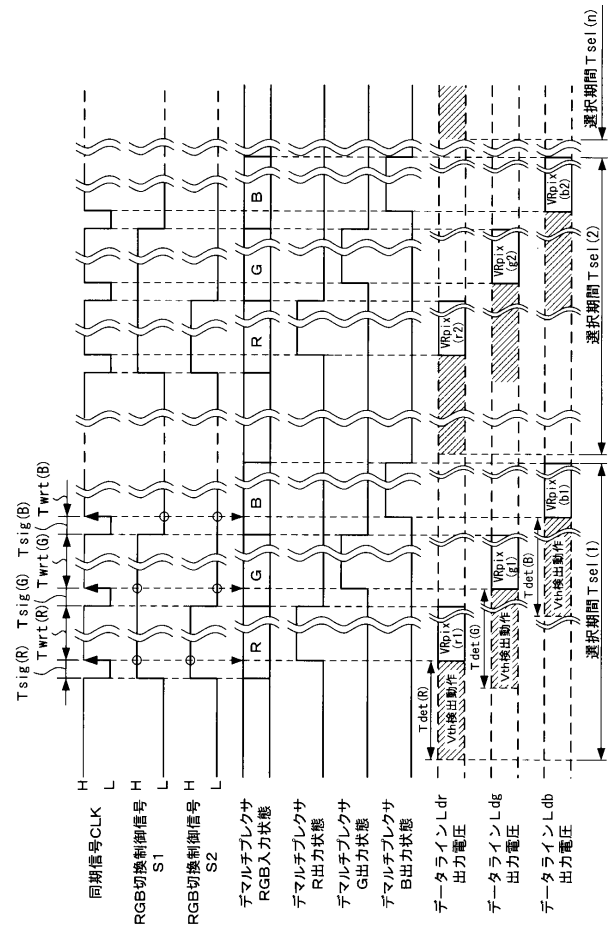 Tsig(R) Tsig(G) Tsig(B)
Twrt(R) Twrt(G) Twrt(B)
同期信号CLK
H
L
RGB切換制御信号
S1
H
L
RGB切換制御信号
S2
H
L
デマルチプレクサ
RGB入力状態
R G B R G B
デマルチプレクサ
R出力状態
デマルチプレクサ
G出力状態
デマルチプレクサ
B出力状態
Tdet(R)
データラインLdr
出力電圧
Vth検出動作
VRpix
(r1)
VRpix
(r2)
Tdet(G)
データラインLdg
出力電圧
Vth検出動作
VRpix
(g1)
VRpix
(g2)
Tdet(B)
データラインLdb
出力電圧
Vth検出動作
VRpix
(b1)
VRpix
(b2)
選択期間Tsel(1) 選択期間Tsel(2) 選択期間Tsel(n)